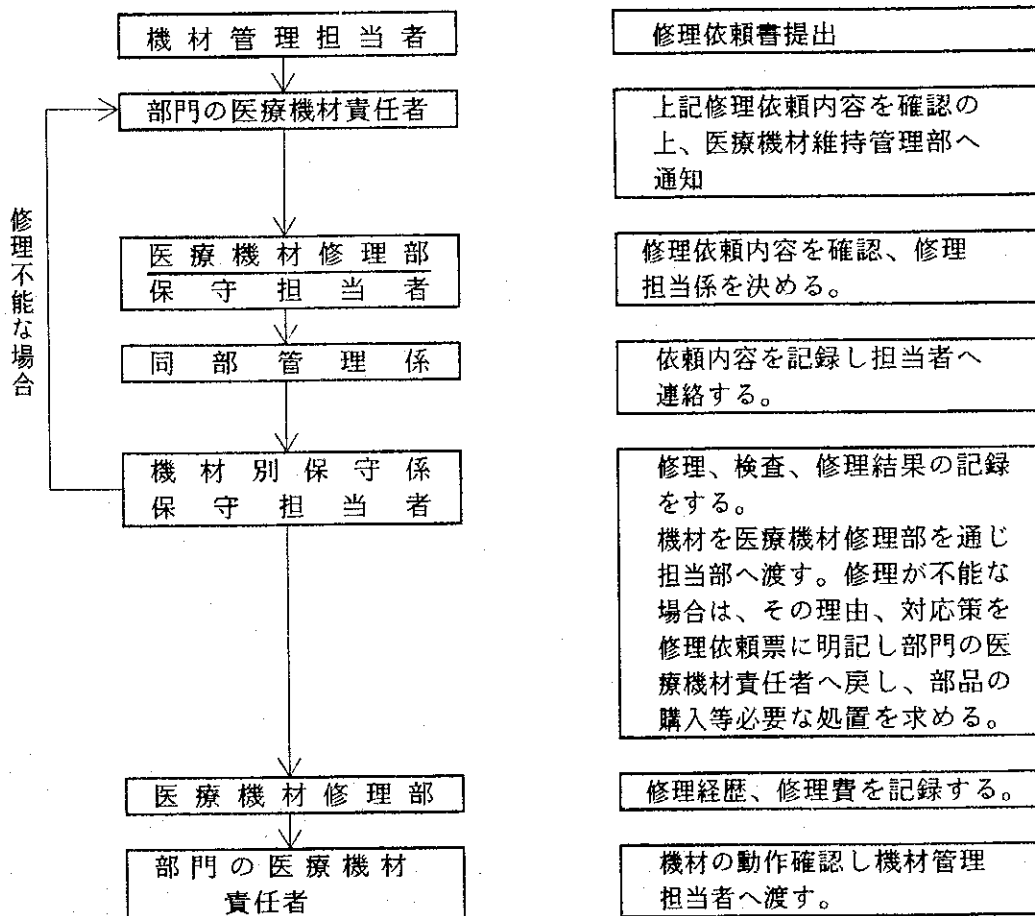 機材管理担当者
修理依頼書提出
部門の医療機材責任者
上記修理依頼内容を確認の
上、医療機材維持管理部へ
通知
修理不能な場合
医療機材修理部
保守担当者
修理依頼内容を確認、修理
担当係を決める。
同部管理係
依頼内容を記録し担当者へ
連絡する。
機材別保守係
保守担当者
修理、検査、修理結果の記録
をする。
機材を医療機材修理部を通じ
担当部へ渡す。修理が不能な
場合は、その理由、対応策を
修理依頼票に明記し部門の医
療機材責任者へ戻し、部品の
購入等必要な処置を求める。
医療機材修理部
修理経歴、修理費を記録する。
部門の医療機材
責任者
機材の動作確認し機材管理
担当者へ渡す。